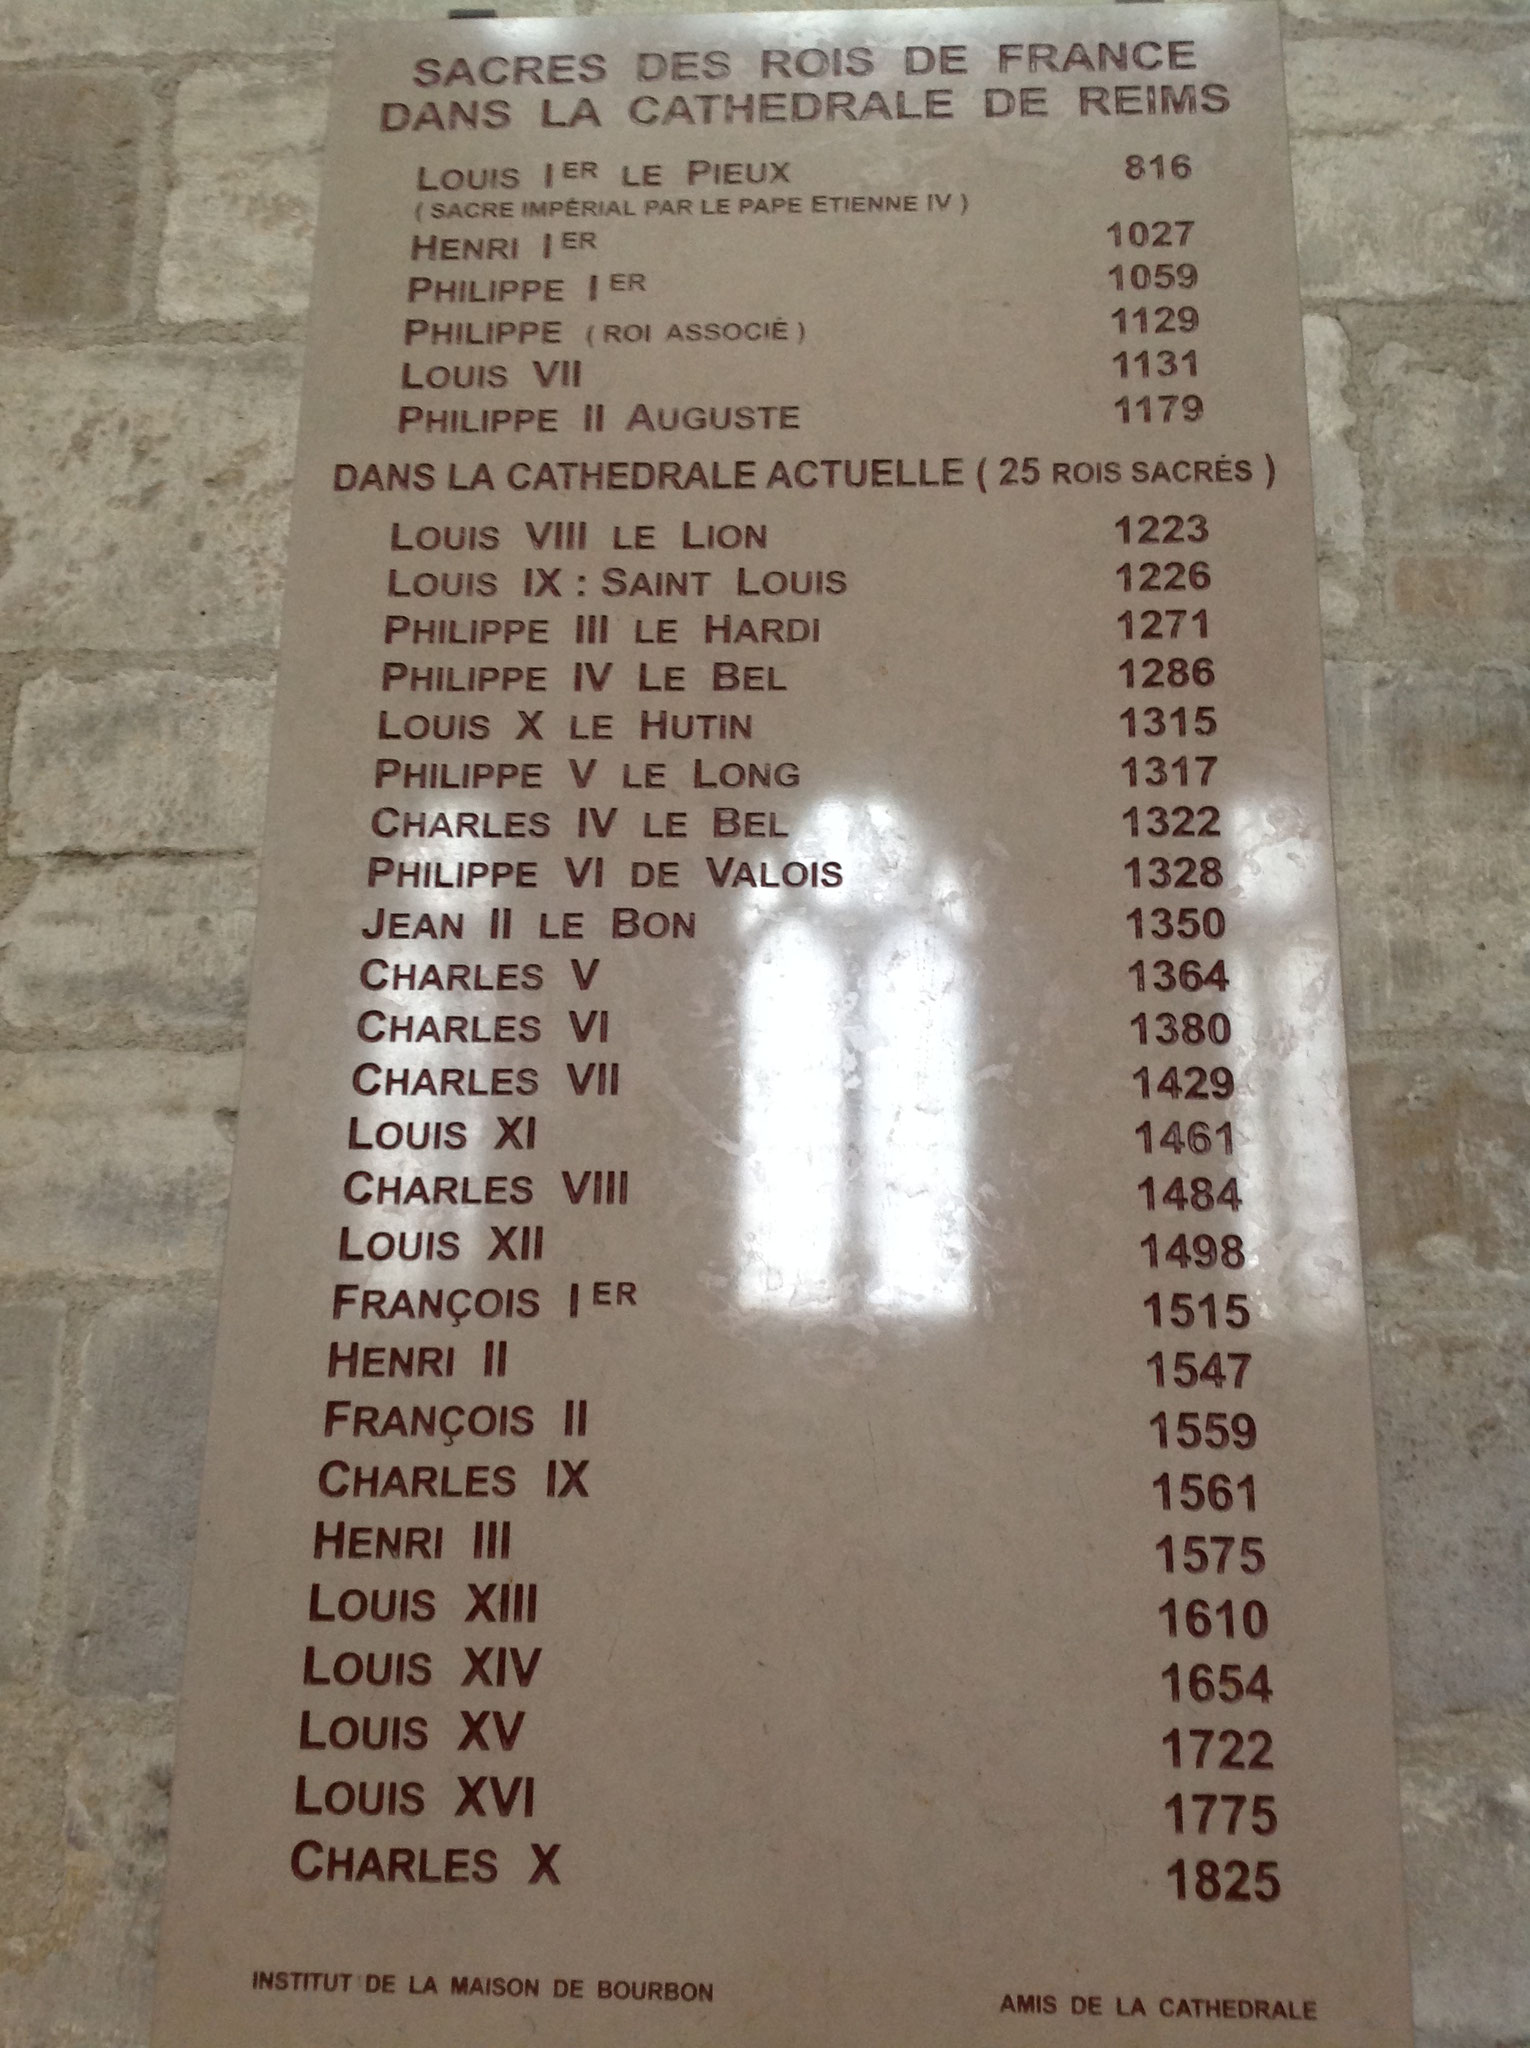 SACRES DES ROIS DE FRANCE
DANS LA CATHEDRALE DE REIMS
LOUIS IER LE PIEUX 816
( SACRE IMPÉRIAL PAR LE PAPE ETIENNE IV )
HENRI IER 1027
PHILIPPE IER 1059
PHILIPPE ( ROI ASSOCIÉ ) 1129
LOUIS VII 1131
PHILIPPE II AUGUSTE 1179
DANS LA CATHEDRALE ACTUELLE ( 25 ROIS SACRÉS )
LOUIS VIII LE LION 1223
LOUIS IX : SAINT LOUIS 1226
PHILIPPE III LE HARDI 1271
PHILIPPE IV LE BEL 1286
LOUIS X LE HUTIN 1315
PHILIPPE V LE LONG 1317
CHARLES IV LE BEL 1322
PHILIPPE VI DE VALOIS 1328
JEAN II LE BON 1350
CHARLES V 1364
CHARLES VI 1380
CHARLES VII 1429
LOUIS XI 1461
CHARLES VIII 1484
LOUIS XII 1498
FRANÇOIS IER 1515
HENRI II 1547
FRANÇOIS II 1559
CHARLES IX 1561
HENRI III 1575
LOUIS XIII 1610
LOUIS XIV 1654
LOUIS XV 1722
LOUIS XVI 1775
CHARLES X 1825
INSTITUT DE LA MAISON DE BOURBON AMIS DE LA CATHEDRALE